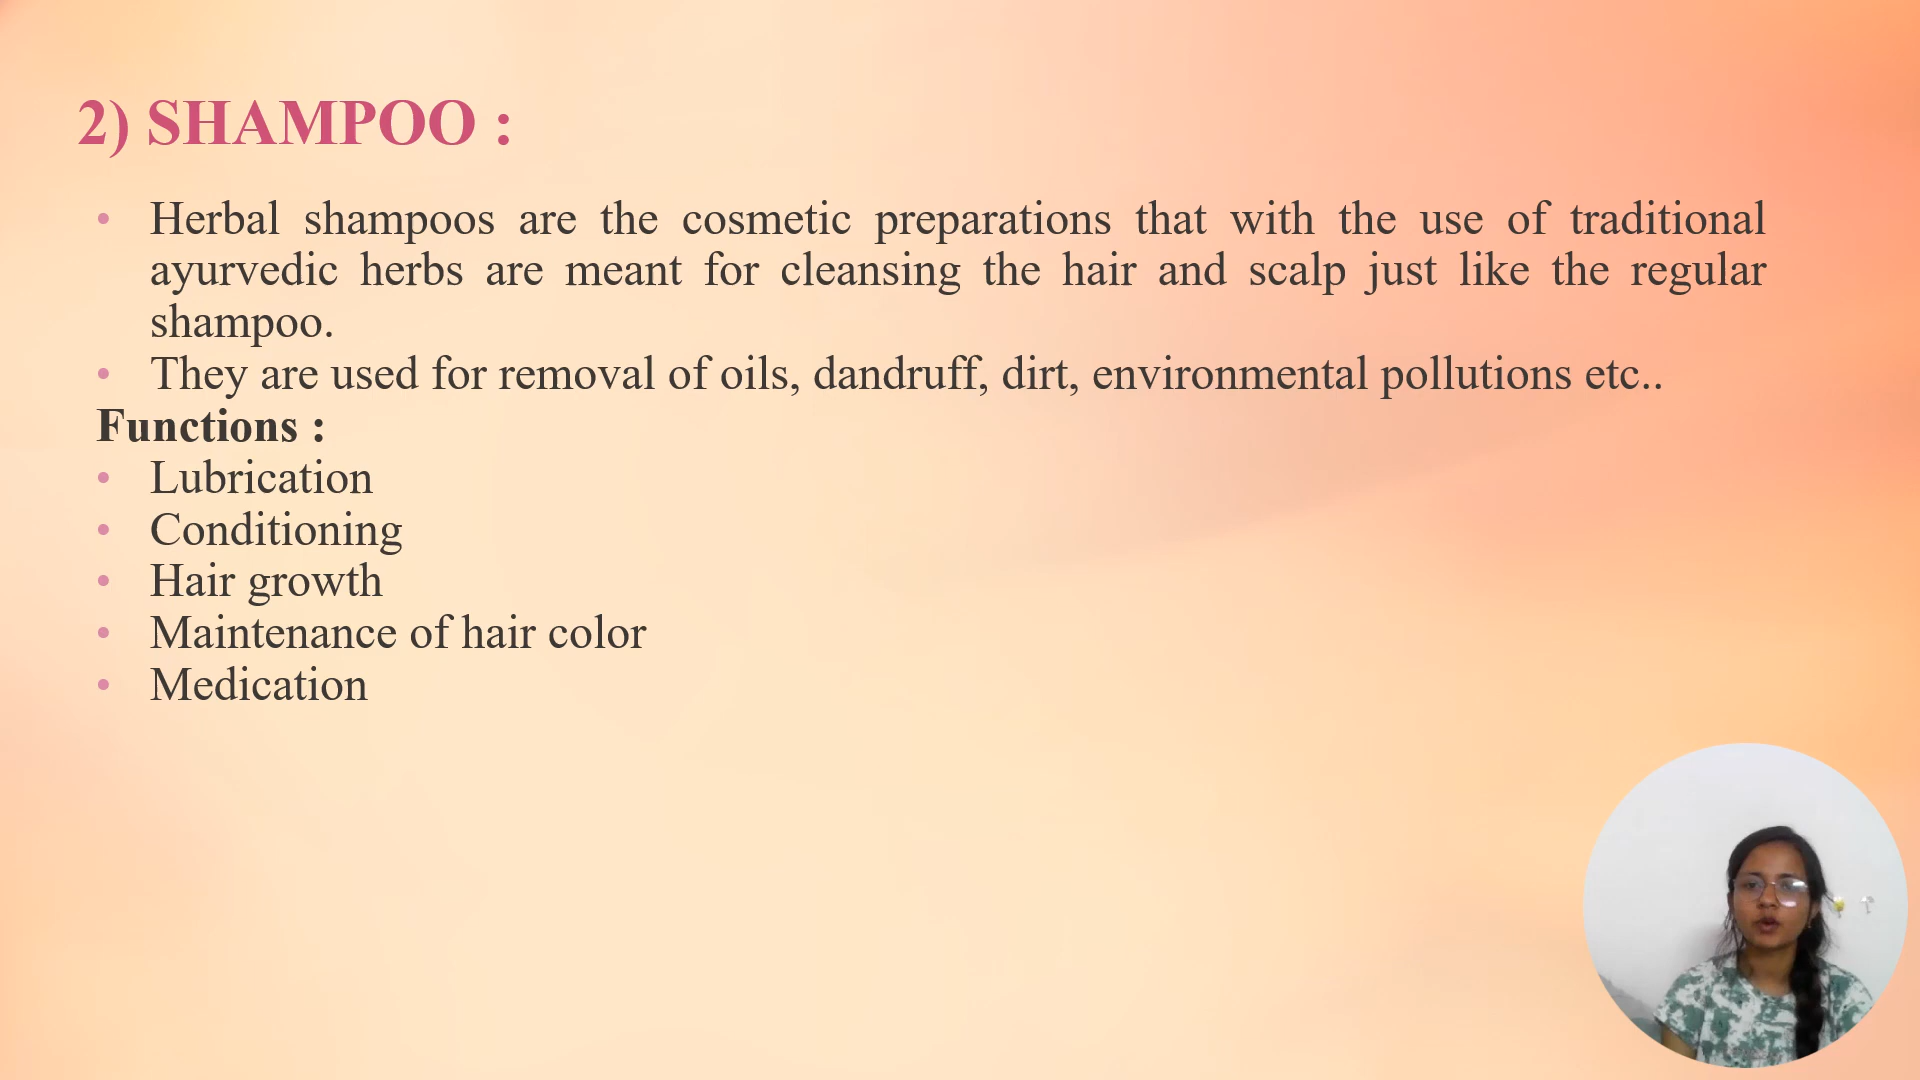 2) SHAMPOO :
• Herbal shampoos are the cosmetic preparations that with the use of traditional
ayurvedic herbs are meant for cleansing the hair and scalp just like the regular
shampoo.
• They are used for removal of oils, dandruff, dirt, environmental pollutions etc..
Functions :
• Lubrication
• Conditioning
• Hair growth
• Maintenance of hair color
• Medication